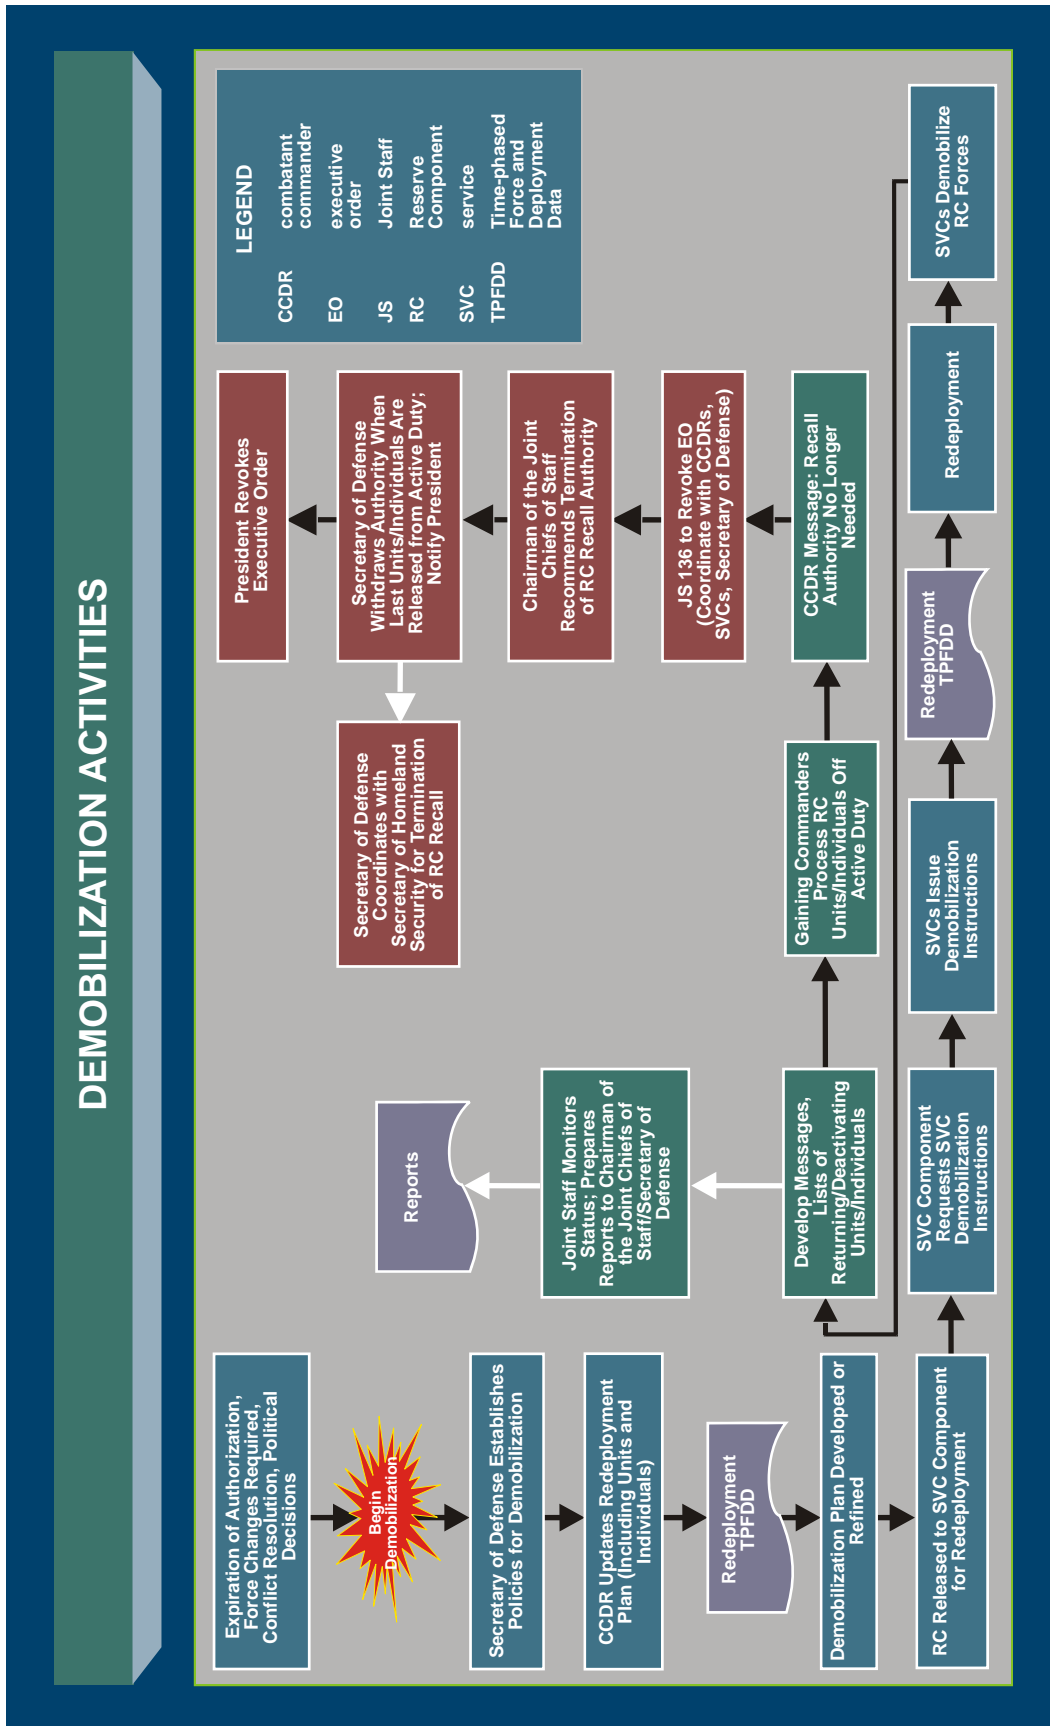 DEMOBILIZATION ACTIVITIES
Expiration of Authorization,
Force Changes Required,
Conflict Resolution, Political
Decisions
Begin
Demobilization
Secretary of Defense Establishes
Policies for Demobilization
CCDR Updates Redeployment
Plan (Including Units and
Individuals)
Redeployment
TPFDD
Demobilization Plan Developed or
Refined
RC Released to SVC Component
for Redeployment
SVC Component
Requests SVC
Demobilization
Instructions
SVCs Issue
Demobilization
Instructions
Redeployment
TPFDD
Redeployment
SVCs Demobilize
RC Forces
Develop Messages,
Lists of
Returning/Deactivating
Units/Individuals
Joint Staff Monitors
Status; Prepares
Reports to Chairman of
the Joint Chiefs of
Staff/Secretary of
Defense
Reports
Gaining Commanders
Process RC
Units/Individuals Off
Active Duty
CCDR Message: Recall
Authority No Longer
Needed
JS 136 to Revoke EO
(Coordinate with CCDRs,
SVCs, Secretary of Defense)
Chairman of the Joint
Chiefs of Staff
Recommends Termination
of RC Recall Authority
Secretary of Defense
Withdraws Authority When
Last Units/Individuals Are
Released from Active Duty;
Notify President
Secretary of Defense
Coordinates with
Secretary of Homeland
Security for Termination
of RC Recall
President Revokes
Executive Order
LEGEND
CCDR combatant
commander
EO executive
order
JS Joint Staff
RC Reserve
Component
SVC service
TPFDD Time-phased
Force and
Deployment
Data